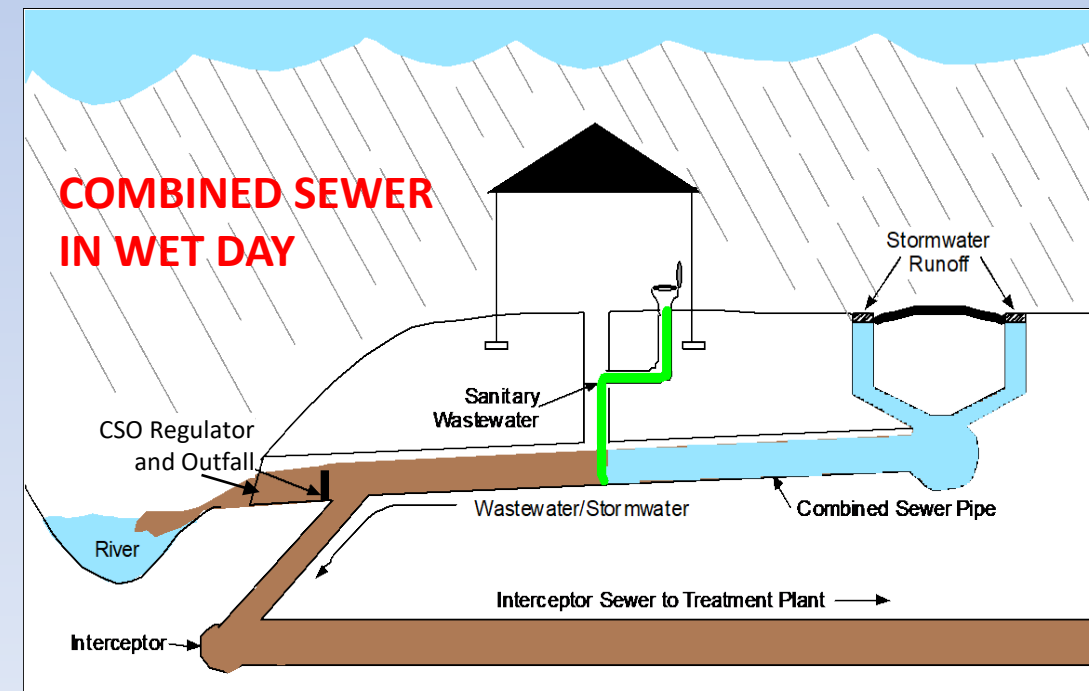 COMBINED SEWER
IN WET DAY
Stormwater
Runoff
Sanitary
Wastewater
CSO Regulator
and Outfall
Wastewater/Stormwater
Combined Sewer Pipe
River
Interceptor Sewer to Treatment Plant
Interceptor